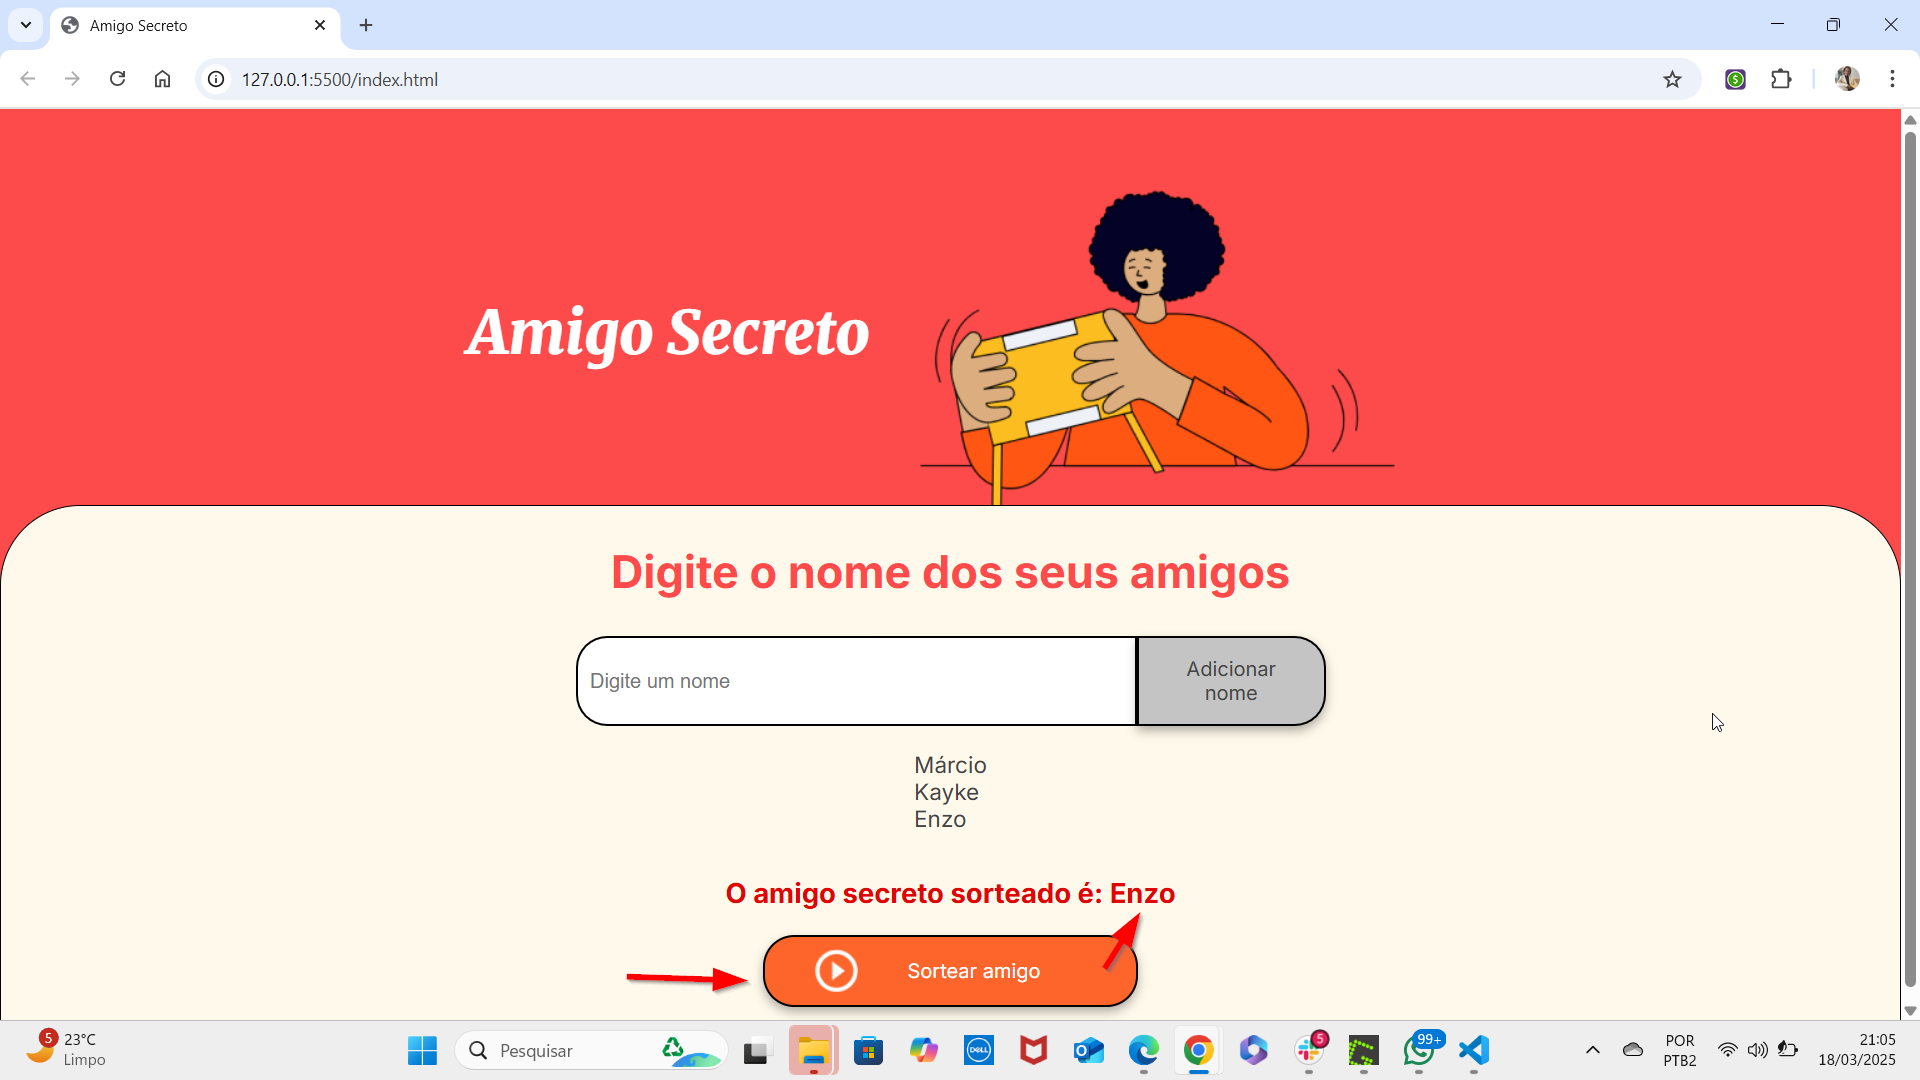 Amigo Secreto
127.0.0.1:5500/index.html
Amigo Secreto
Digite o nome dos seus amigos
Digite um nome
Adicionar
nome
Márcio
Kayke
Enzo
O amigo secreto sorteado é: Enzo
Sortear amigo
5
23°C
Limpo
Pesquisar
DELL
5
99+
POR
PTB2
21:05
18/03/2025